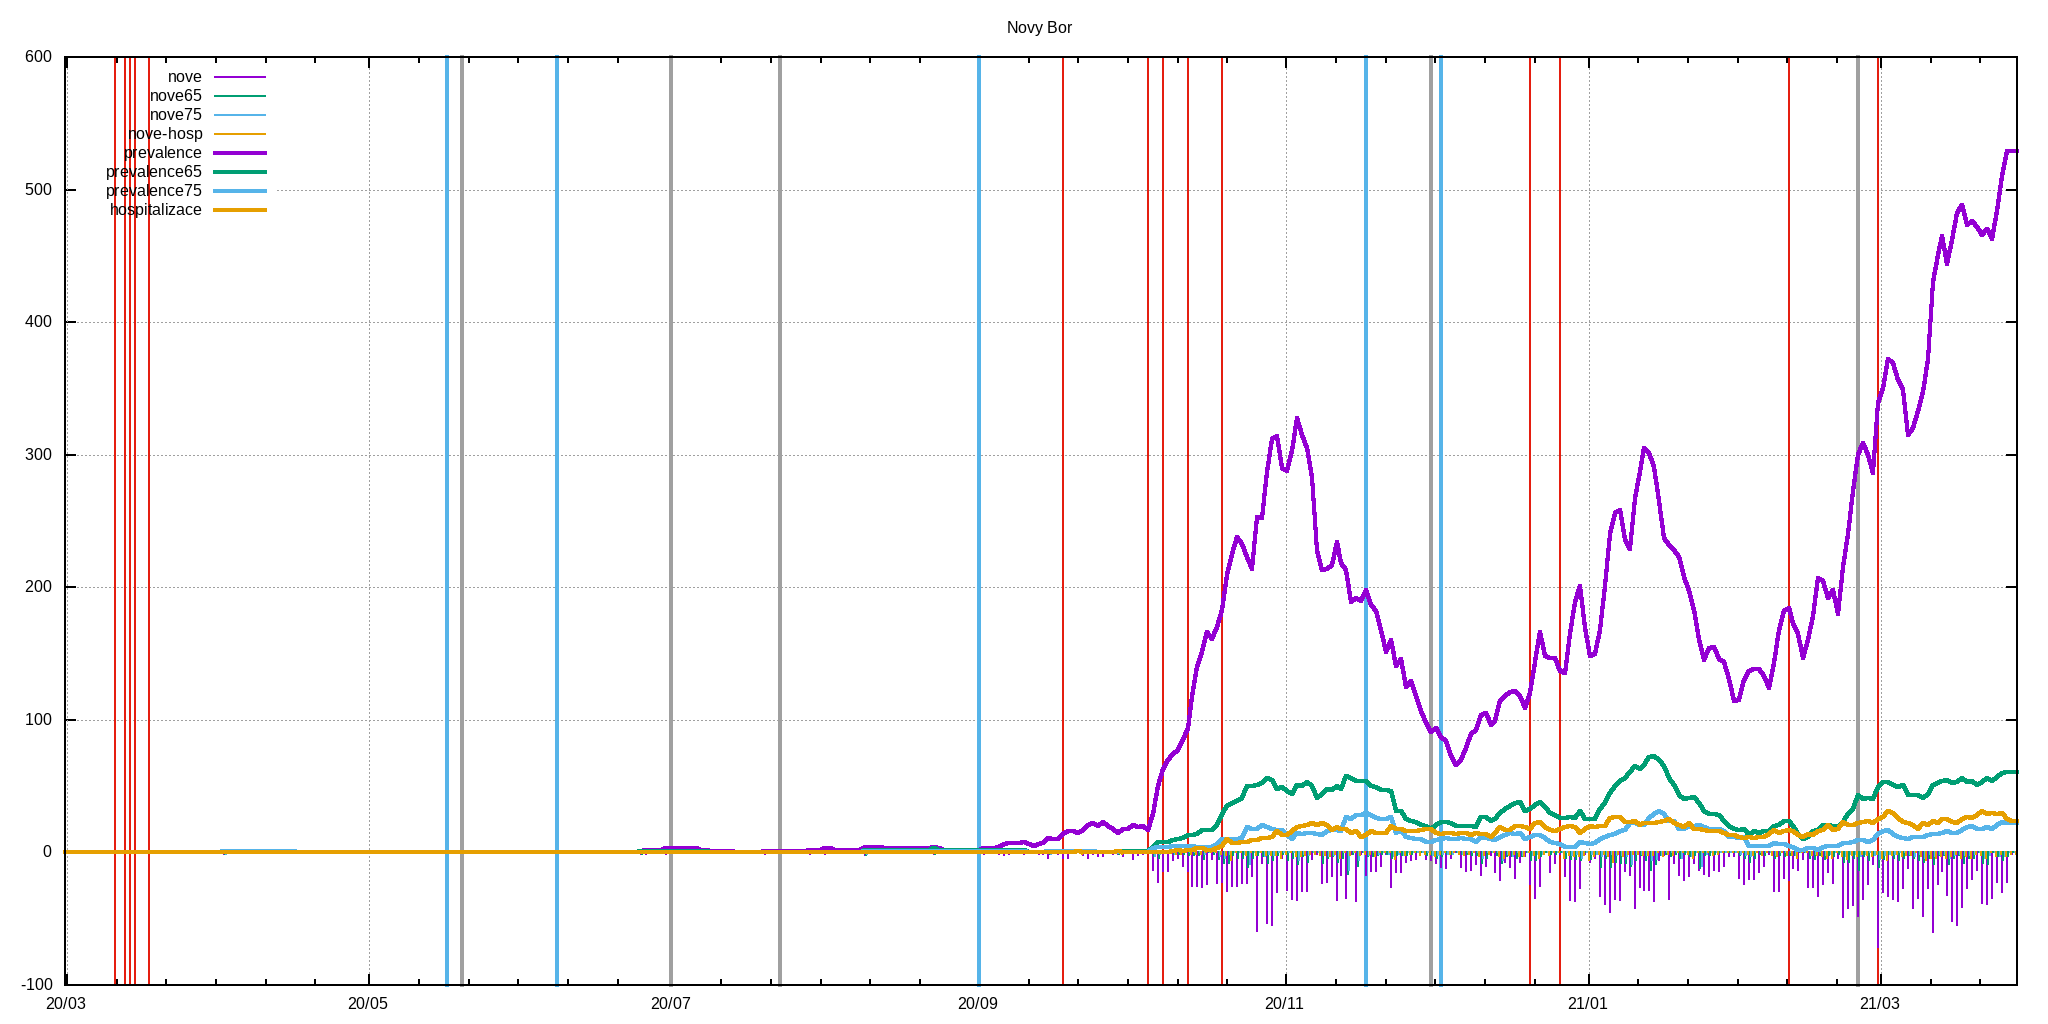 Novy Bor
600
500
400
300
200
100
0
-100
nove
nove65
nove75
nove-hosp
prevalence
prevalence65
prevalence75
hospitalizace
20/03 20/05 20/07 20/09 20/11 21/01 21/03